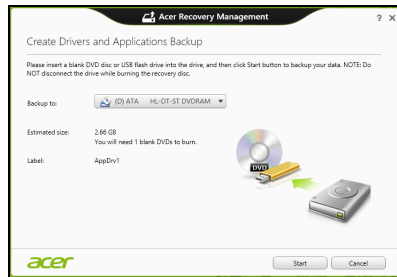 Acer Recovery Management
? X
Create Drivers and Applications Backup
Please insert a blank DVD disc or USB flash drive into the drive, and then click Start button to backup your data. NOTE: Do
NOT disconnect the drive while burning the recovery disc.
Backup to: (D) ATA HL-DT-ST DVDRAM
Estimated size: 2.66 GB
You will need 1 blank DVDs to burn.
Label: AppDrv1
DVD
acer Start Cancel